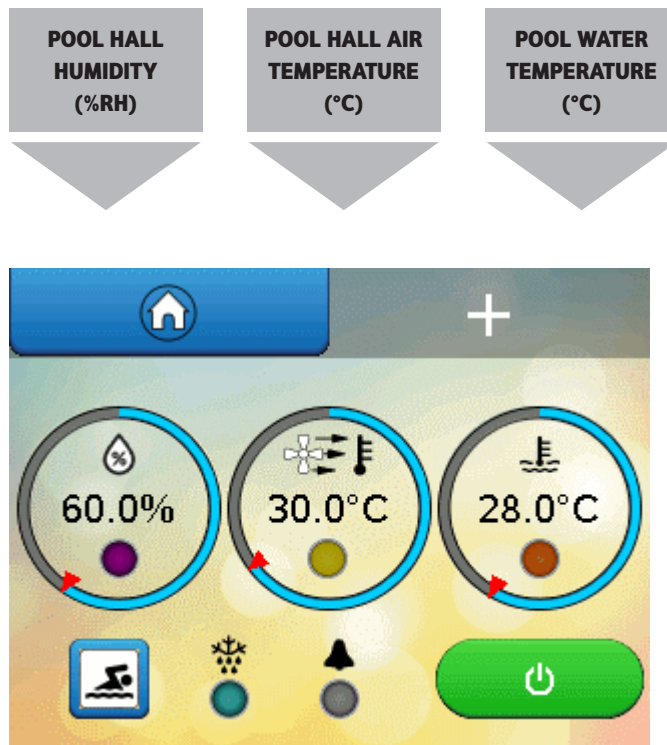 POOL HALL
HUMIDITY
(%RH)
POOL HALL AIR
TEMPERATURE
(°C)
POOL WATER
TEMPERATURE
(°C)
%
60.0%
30.0°C
28.0°C